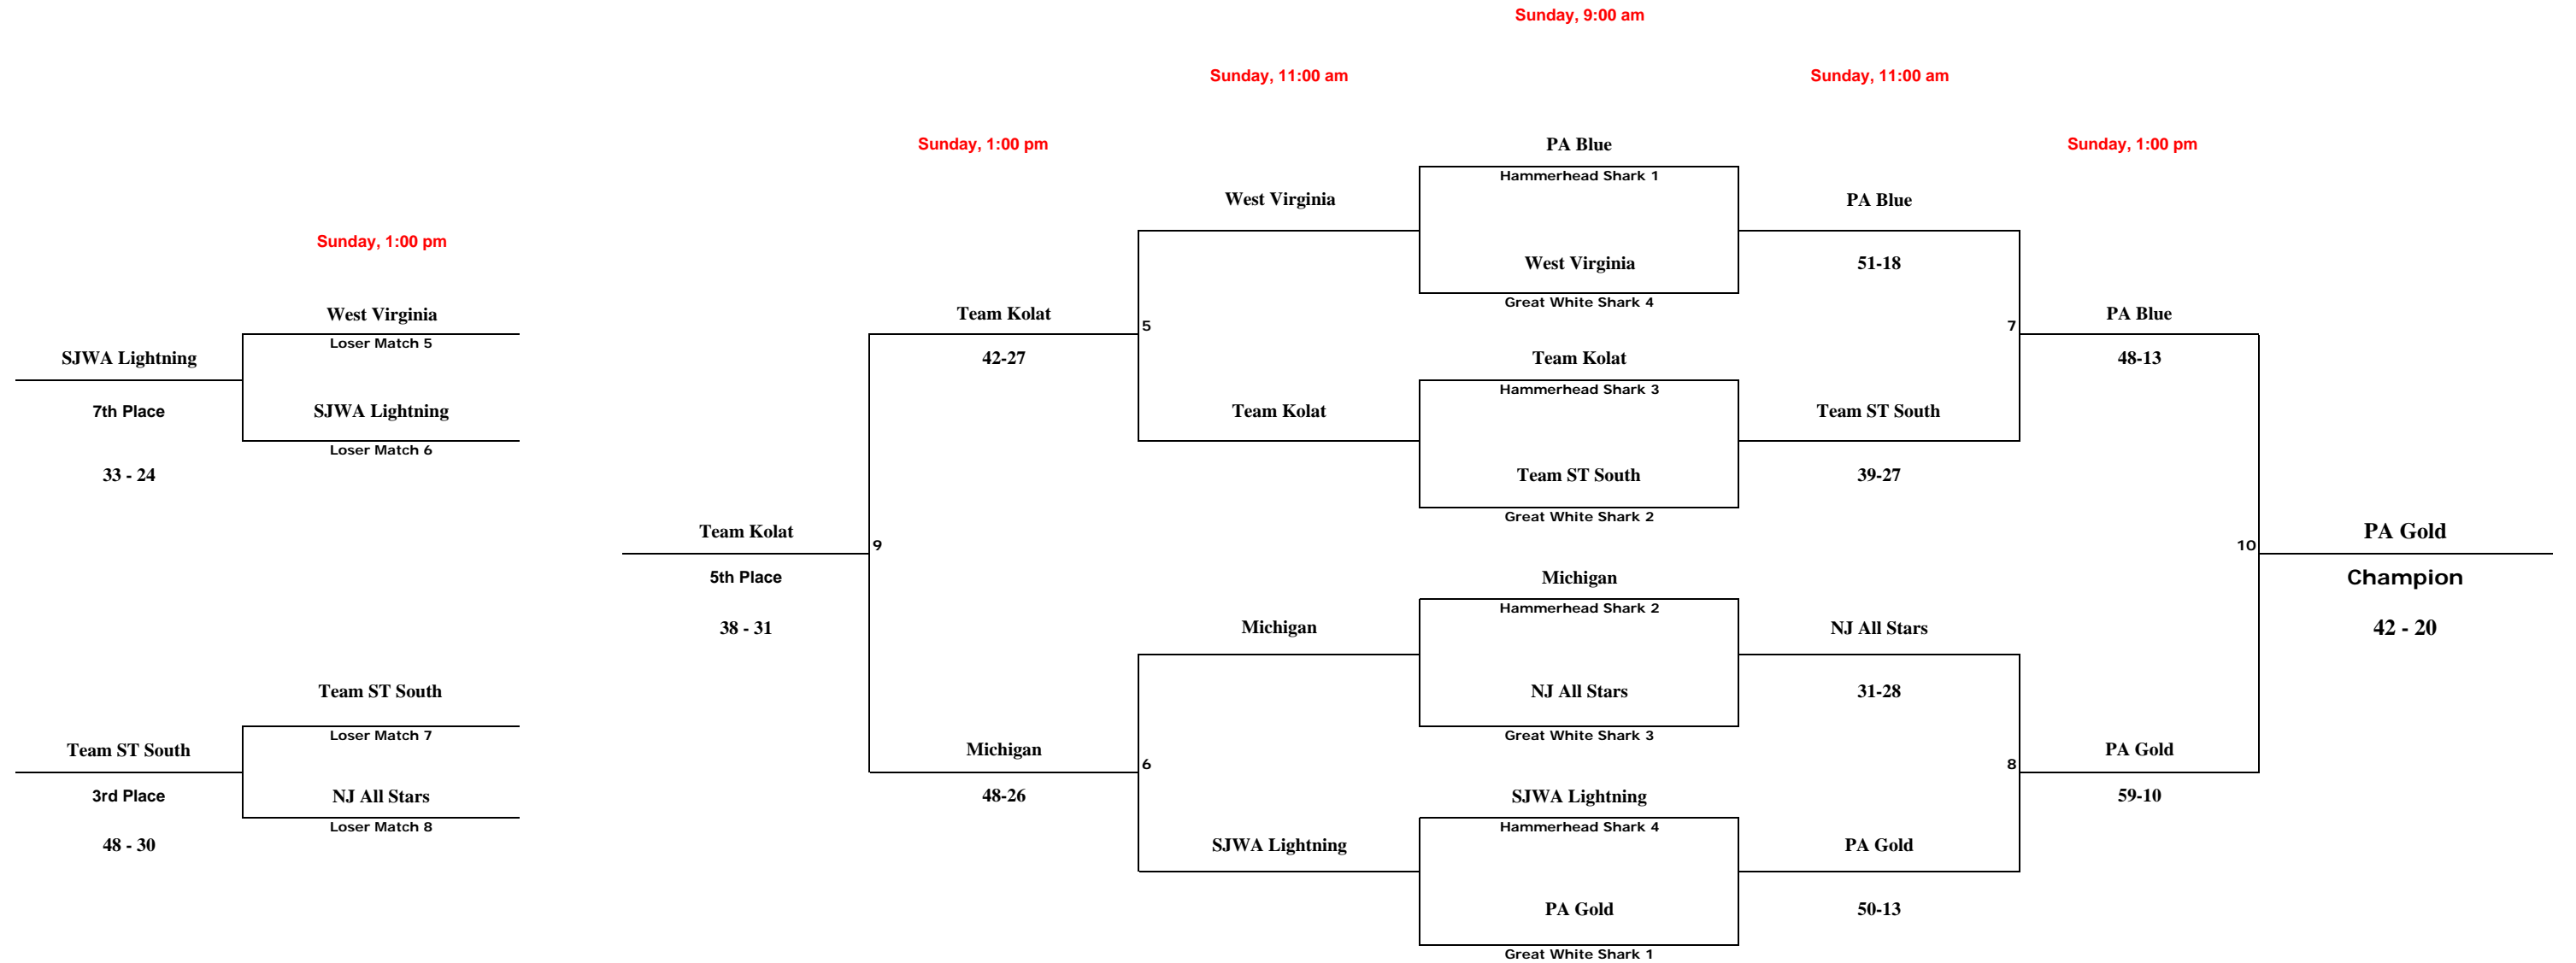 Sunday, 9:00 am
Sunday, 11:00 am
Sunday, 11:00 am
Sunday, 1:00 pm
PA Blue
Sunday, 1:00 pm
Hammerhead Shark 1
West Virginia
PA Blue
Sunday, 1:00 pm
West Virginia
51-18
Great White Shark 4
West Virginia
Team Kolat
5
7
PA Blue
Loser Match 5
SJWA Lightning
42-27
Team Kolat
48-13
Hammerhead Shark 3
7th Place
SJWA Lightning
Team Kolat
Team ST South
Loser Match 6
33 - 24
Team ST South
39-27
Great White Shark 2
Team Kolat
9
10
PA Gold
5th Place
Michigan
Champion
Hammerhead Shark 2
38 - 31
Michigan
NJ All Stars
42 - 20
Team ST South
NJ All Stars
31-28
Loser Match 7
Great White Shark 3
Team ST South
Michigan
6
8
PA Gold
3rd Place
NJ All Stars
48-26
SJWA Lightning
59-10
Loser Match 8
Hammerhead Shark 4
48 - 30
SJWA Lightning
PA Gold
PA Gold
50-13
Great White Shark 1